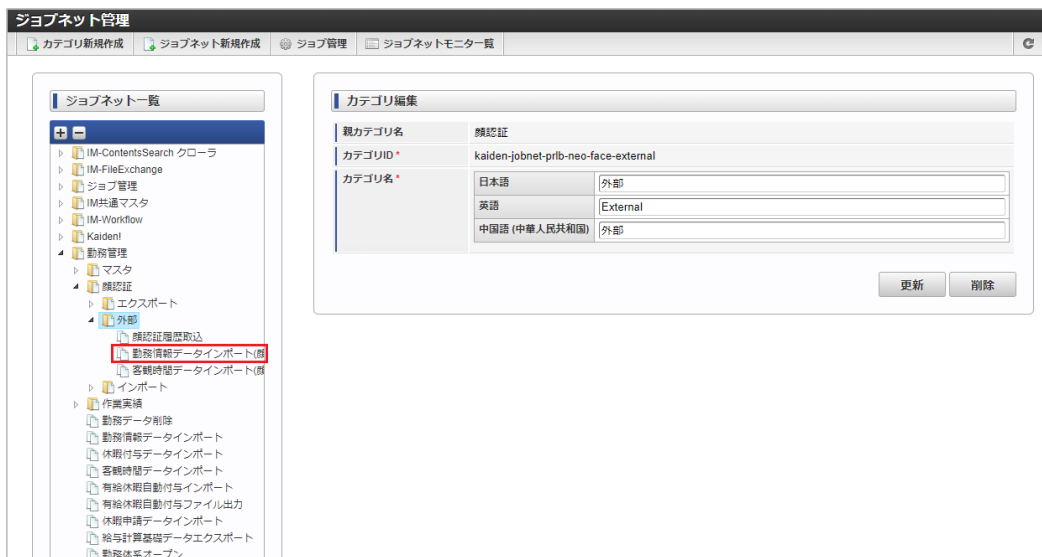 ジョブネット管理
カテゴリ新規作成 ジョブネット新規作成 ジョブ管理 ジョブネットモニター覧
ジョブネット一覧
IM-ContentsSearch クローラ
IM-FileExchange
ジョブ管理
IM共通マスタ
IM-Workflow
Kaiden!
勤務管理
マスタ
顔認証
エクスポート
外部
顔認証履歴取込
勤務情報データインポート(顔
客観時間データインポート(顔
インポート
作業実績
勤務データ削除
勤務情報データインポート
休暇付与データインポート
客観時間データインポート
有給休暇自動付与インポート
有給休暇自動付与ファイル出力
休暇申請データインポート
給与計算基礎データエクスポート
勤務体系オープン
カテゴリ編集
親カテゴリ名 顔認証
カテゴリID * kaiden-jobnet-prlb-neo-face-external
カテゴリ名 * 日本語 外部
英語 External
中国語 (中華人民共和国) 外部
更新 削除